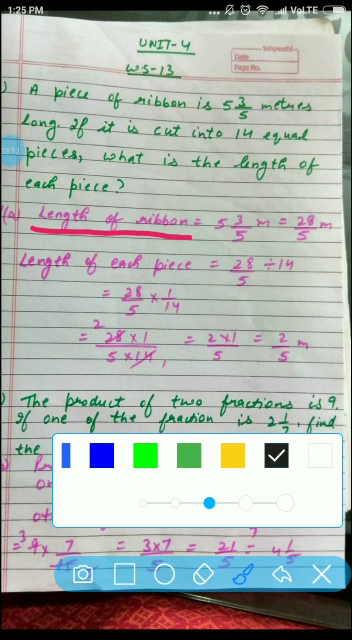 1:25 PM
... VoLTE
UNIT-4
Date
Page No.
WS-13
) A piece of ribbon is 5 3/5 metres
long. If it is cut into 14 equal
pieces, what is the length of
each piece?
(a) Length of ribbon = 5 3/5 m = 28/5 m
Length of each piece = 28/5 ÷ 14
= 28/5 × 1/14
= 2 28 × 1 / 5 × 14 1 = 2×1/5 = 2/5 m
) The product of two fractions is 9.
If one of the fraction is , find
the
= 7 = 3×7 = 21 = 4 1/5